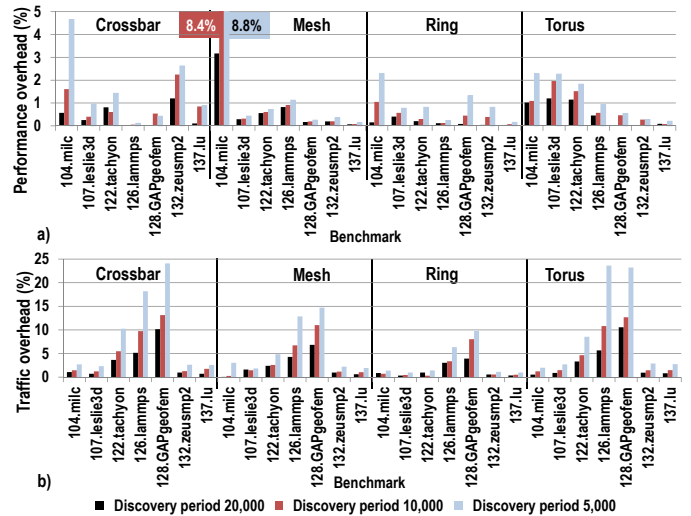 Crossbar 8.4% 8.8% Mesh Ring Torus
Performance overhead (%)
5
4
3
2
1
0
104.milc 107.leslie3d 122.tachyon 126.lammps 128.GAPgeofem 132.zeusmp2 137.lu 104.milc 107.leslie3d 122.tachyon 126.lammps 128.GAPgeofem 132.zeusmp2 137.lu 104.milc 107.leslie3d 122.tachyon 126.lammps 128.GAPgeofem 132.zeusmp2 137.lu 104.milc 107.leslie3d 122.tachyon 126.lammps 128.GAPgeofem 132.zeusmp2 137.lu
a) Benchmark
Crossbar Mesh Ring Torus
Traffic overhead (%)
25
20
15
10
5
0
104.milc 107.leslie3d 122.tachyon 126.lammps 128.GAPgeofem 132.zeusmp2 137.lu 104.milc 107.leslie3d 122.tachyon 126.lammps 128.GAPgeofem 132.zeusmp2 137.lu 104.milc 107.leslie3d 122.tachyon 126.lammps 128.GAPgeofem 132.zeusmp2 137.lu 104.milc 107.leslie3d 122.tachyon 126.lammps 128.GAPgeofem 132.zeusmp2 137.lu
b) Benchmark
Discovery period 20,000 Discovery period 10,000 Discovery period 5,000